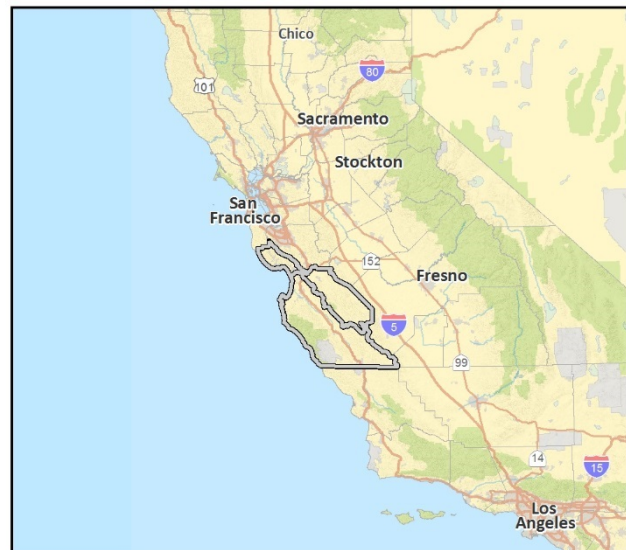 Chico
80
101
Sacramento
Stockton
San
Francisco
152
Fresno
5
99
14
15
Los
Angeles